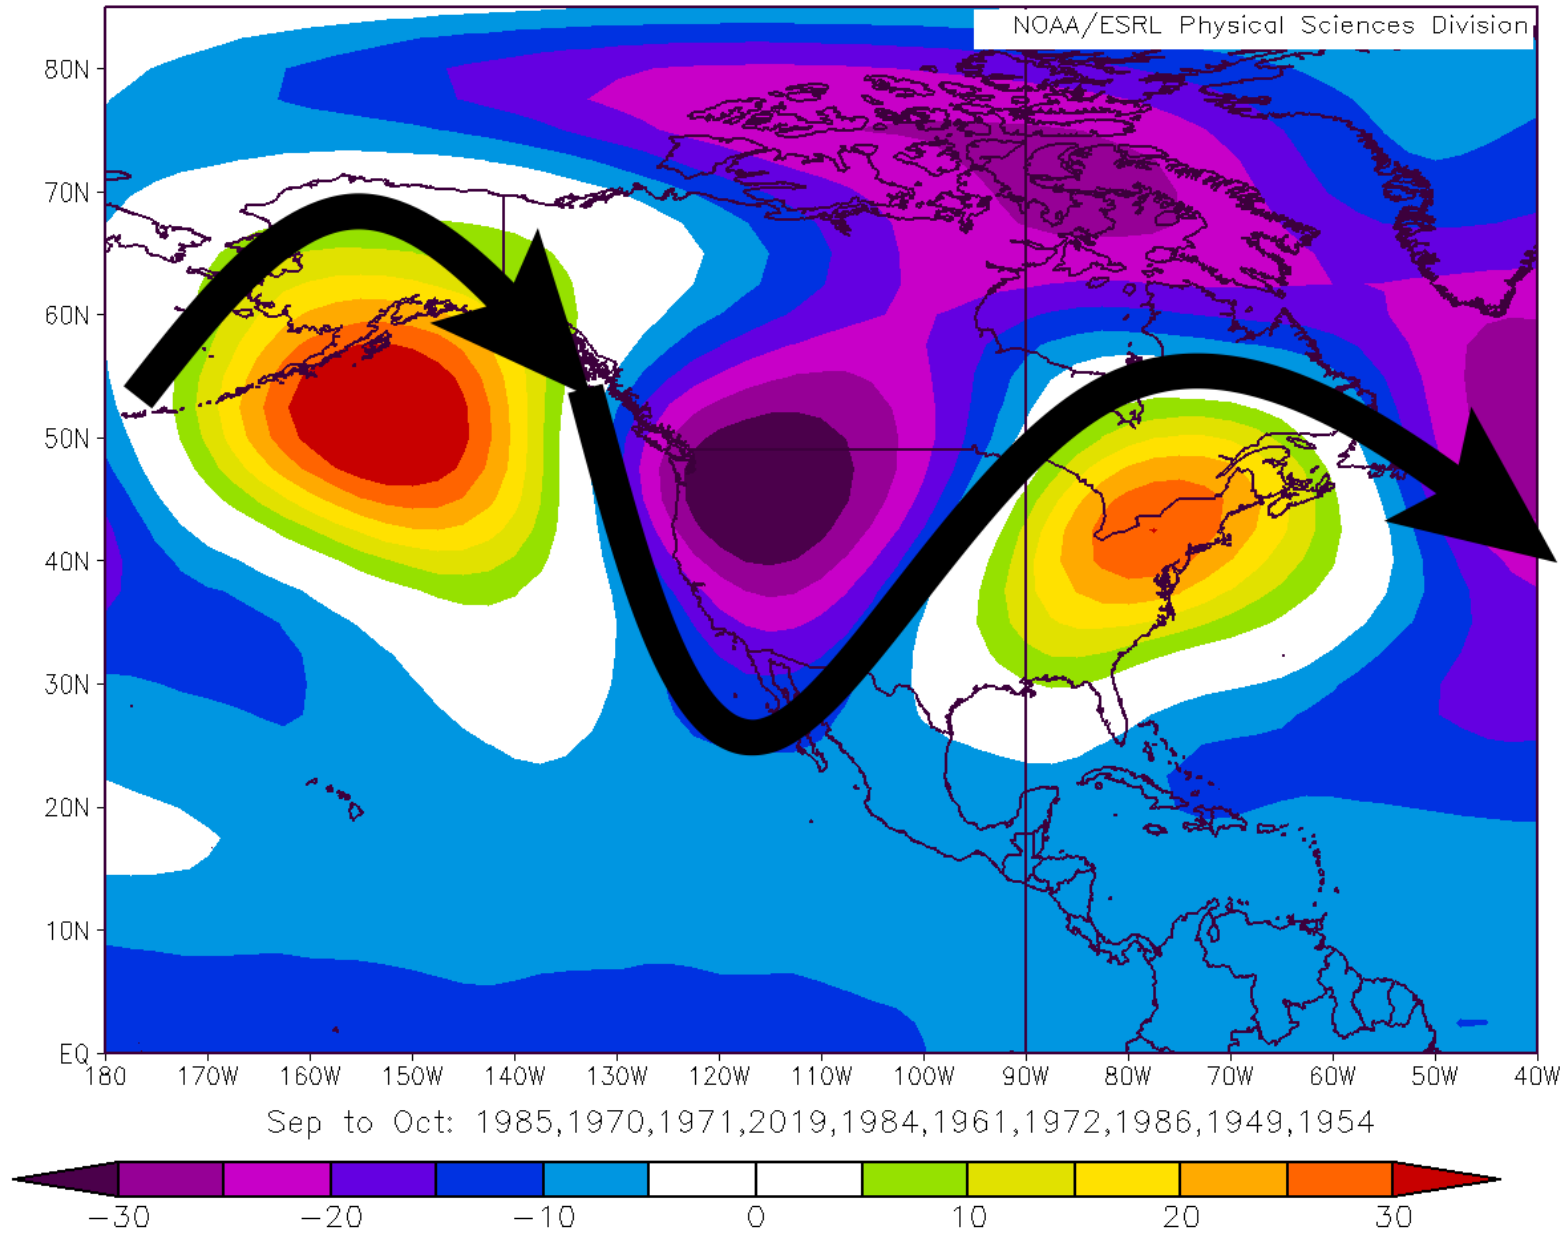 NOAA/ESRL Physical Sciences Division
80N
70N
60N
50N
40N
30N
20N
10N
EQ
180 170W 160W 150W 140W 130W 120W 110W 100W 90W 80W 70W 60W 50W 40W
Sep to Oct: 1985,1970,1971,2019,1984,1961,1972,1986,1949,1954
−30 −20 −10 0 10 20 30